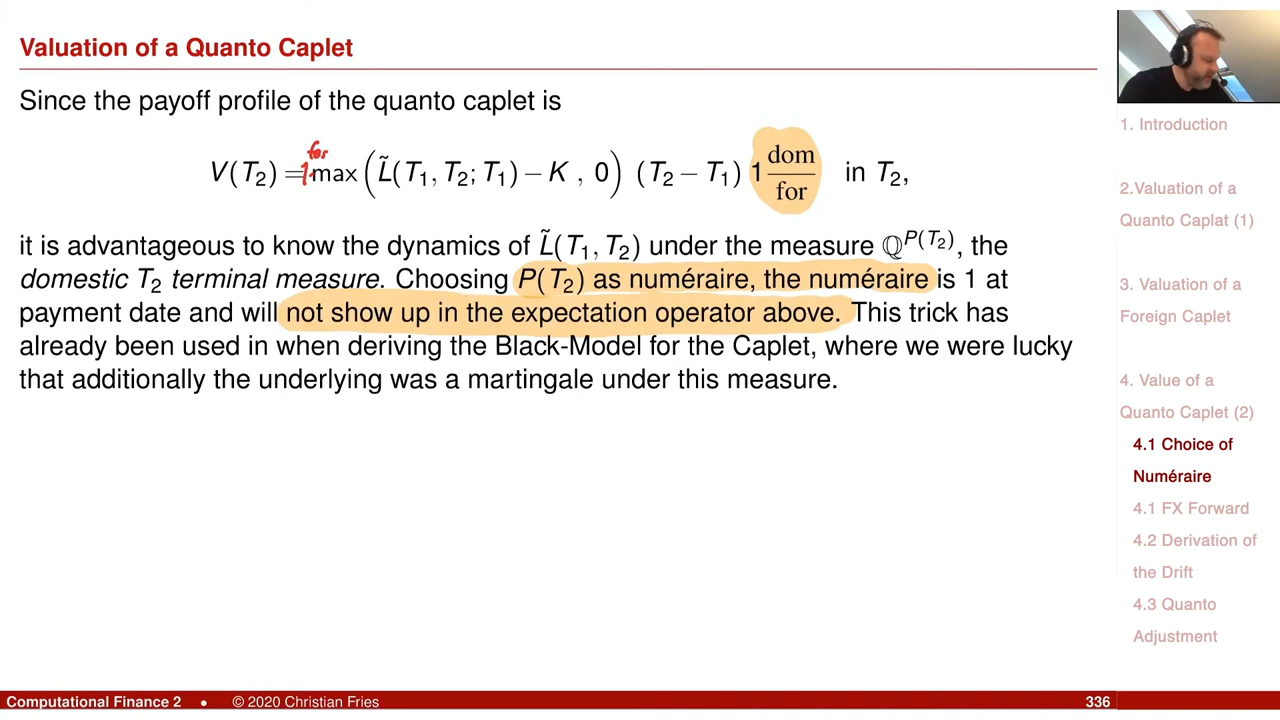 Valuation of a Quanto Caplet
Since the payoff profile of the quanto caplet is
for
V(T₂) = 1· max ( L̃(T₁, T₂; T₁) − K , 0 ) (T₂ − T₁) 1 dom/for in T₂,
it is advantageous to know the dynamics of L̃(T₁, T₂) under the measure ℚ^P(T₂), the
domestic T₂ terminal measure. Choosing P(T₂) as numéraire, the numéraire is 1 at
payment date and will not show up in the expectation operator above. This trick has
already been used in when deriving the Black-Model for the Caplet, where we were lucky
that additionally the underlying was a martingale under this measure.
1. Introduction
2.Valuation of a
Quanto Caplat (1)
3. Valuation of a
Foreign Caplet
4. Value of a
Quanto Caplet (2)
4.1 Choice of
Numéraire
4.1 FX Forward
4.2 Derivation of
the Drift
4.3 Quanto
Adjustment
Computational Finance 2 • © 2020 Christian Fries 336